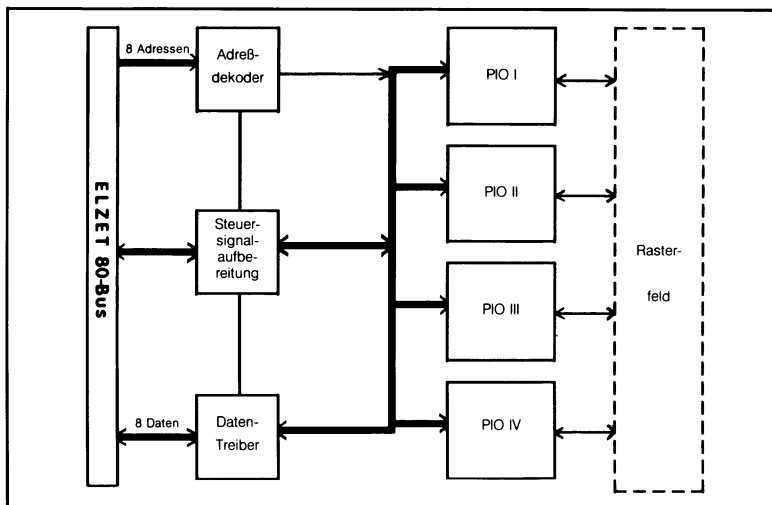 8 Adressen
Adreß-
dekoder
PIO I
PIO II
ELZET 80-Bus
Steuer-
signal-
aufbe-
reitung
Raster-
feld
PIO III
8 Daten
Daten-
Treiber
PIO IV